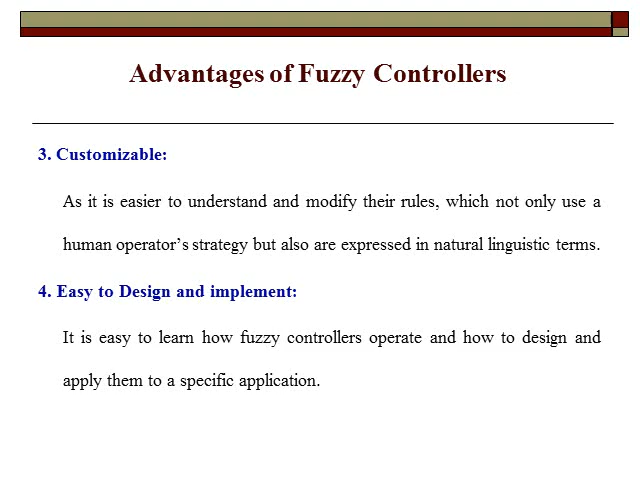 Advantages of Fuzzy Controllers
3. Customizable:
As it is easier to understand and modify their rules, which not only use a
human operator’s strategy but also are expressed in natural linguistic terms.
4. Easy to Design and implement:
It is easy to learn how fuzzy controllers operate and how to design and
apply them to a specific application.